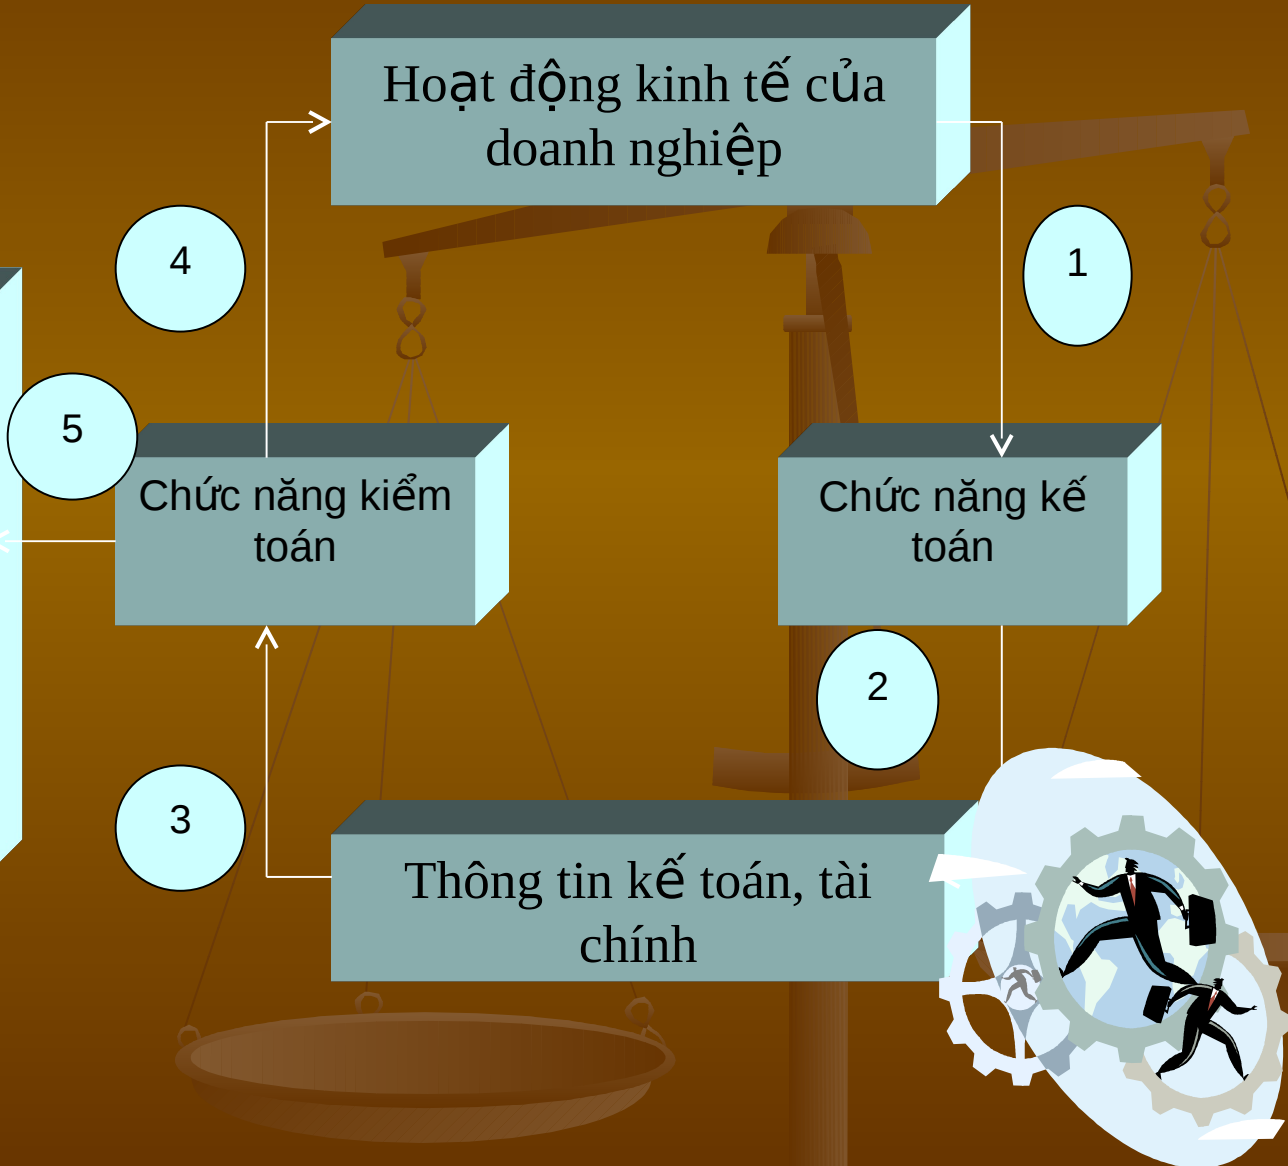 Hoạt động kinh tế của
doanh nghiệp
4
1
5
Chức năng kiểm
toán
Chức năng kế
toán
2
3
Thông tin kế toán, tài
chính